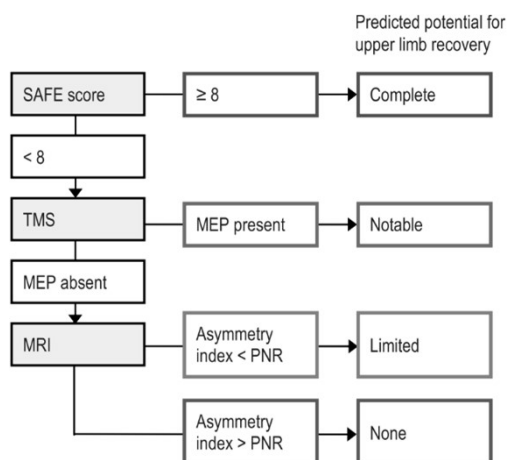 Predicted potential for
upper limb recovery
SAFE score
≥ 8
Complete
< 8
TMS
MEP present
Notable
MEP absent
MRI
Asymmetry
index < PNR
Limited
Asymmetry
index > PNR
None